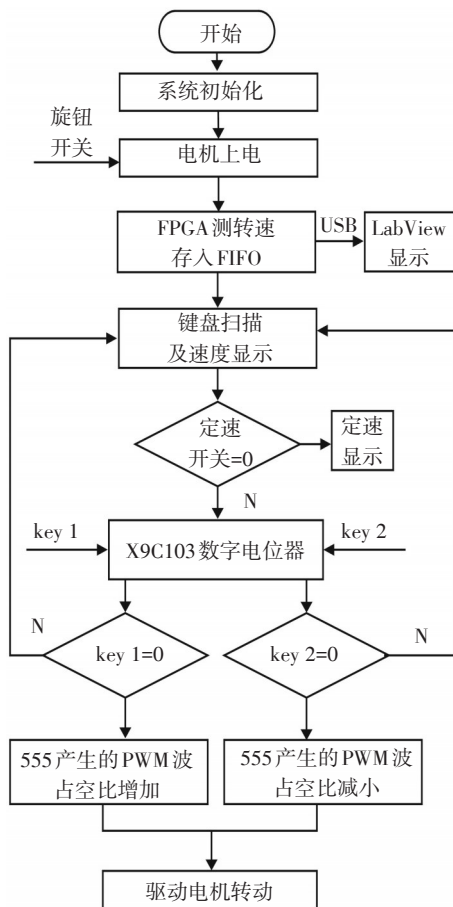 开始
系统初始化
旋钮
开关
电机上电
FPGA测转速
存入FIFO
USB
LabView
显示
键盘扫描
及速度显示
定速
开关=0
定速
显示
N
key 1
X9C103数字电位器
key 2
N
key 1=0
key 2=0
N
555产生的PWM波
占空比增加
555产生的PWM波
占空比减小
驱动电机转动